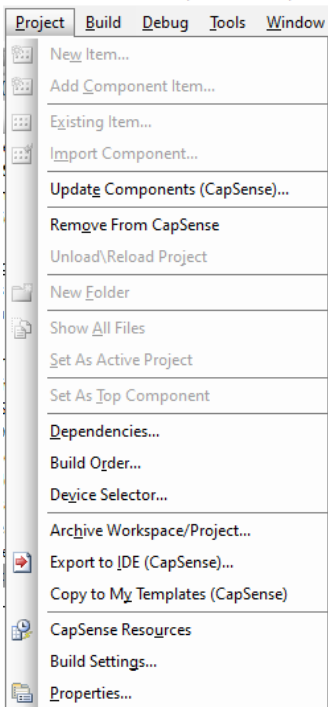 Project Build Debug Tools Window
New Item...
Add Component Item...
Existing Item...
Import Component...
Update Components (CapSense)...
Remove From CapSense
Unload\Reload Project
New Folder
Show All Files
Set As Active Project
Set As Top Component
Dependencies...
Build Order...
Device Selector...
Archive Workspace/Project...
Export to IDE (CapSense)...
Copy to My Templates (CapSense)
CapSense Resources
Build Settings...
Properties...